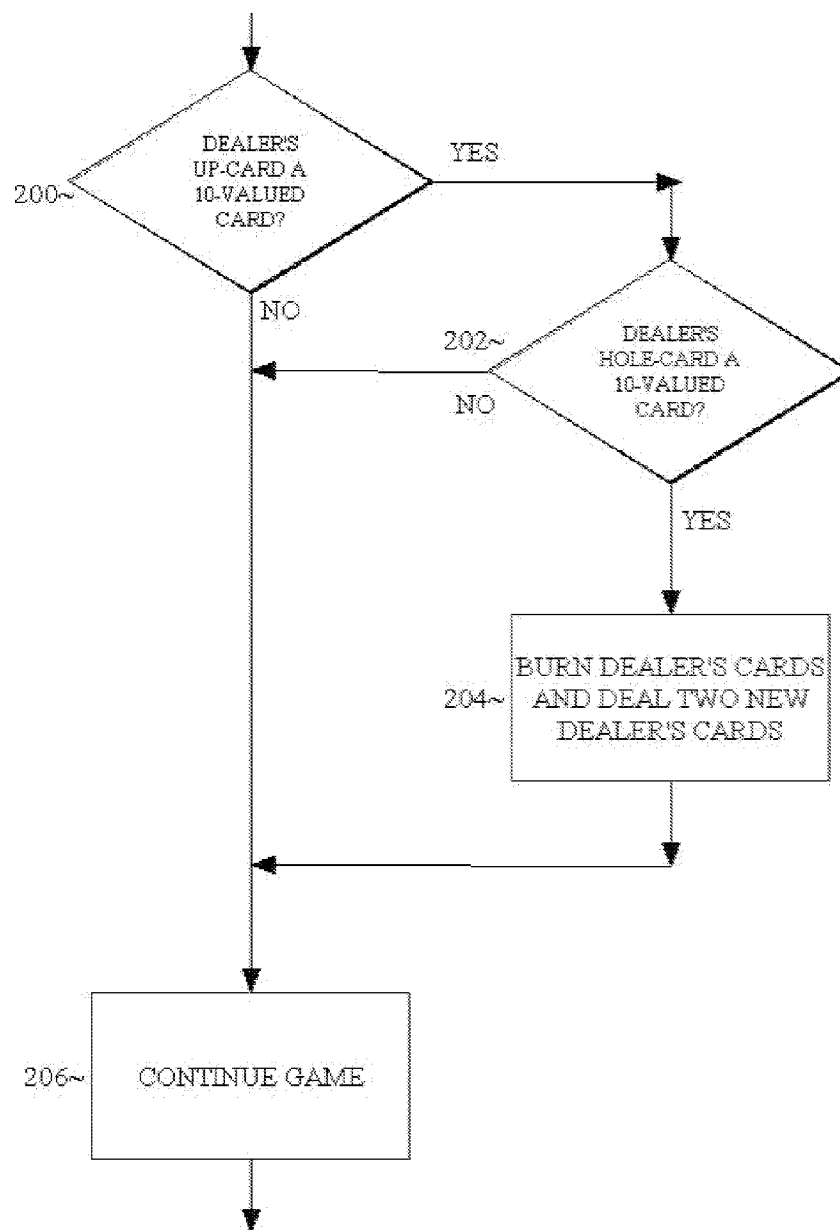 DEALER'S
UP-CARD A
10-VALUED
CARD?
YES
200~
NO
202~
DEALER'S
HOLE-CARD A
10-VALUED
CARD?
NO
YES
BURN DEALER'S CARDS
AND DEAL TWO NEW
DEALER'S CARDS
204~
206~
CONTINUE GAME